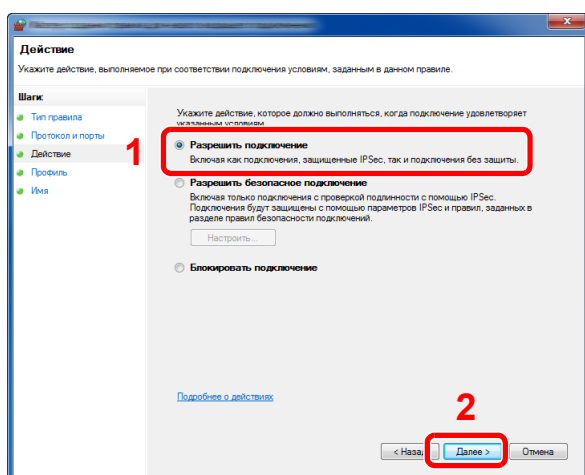 Действие
Укажите действие, выполняемое при соответствии подключения условиям, заданным в данном правиле.
Шаги:
Тип правила
Протокол и порты
Действие
Профиль
Имя
Укажите действие, которое должно выполняться, когда подключение удовлетворяет
указанным условиям.
1
Разрешить подключение
Включая как подключения, защищенные IPSec, так и подключения без защиты.
Разрешить безопасное подключение
Включая только подключения с проверкой подлинности с помощью IPSec.
Подключения будут защищены с помощью параметров IPSec и правил, заданных в
разделе правил безопасности подключений.
Настроить...
Блокировать подключение
Подробнее о действиях
2
< Наза
Далее >
Отмена